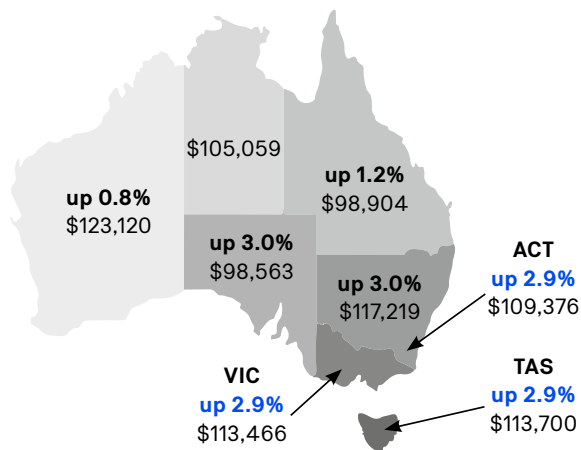 $105,059
up 0.8%
$123,120
up 1.2%
$98,904
up 3.0%
$98,563
up 3.0%
$117,219
ACT
up 2.9%
$109,376
VIC
up 2.9%
$113,466
TAS
up 2.9%
$113,700